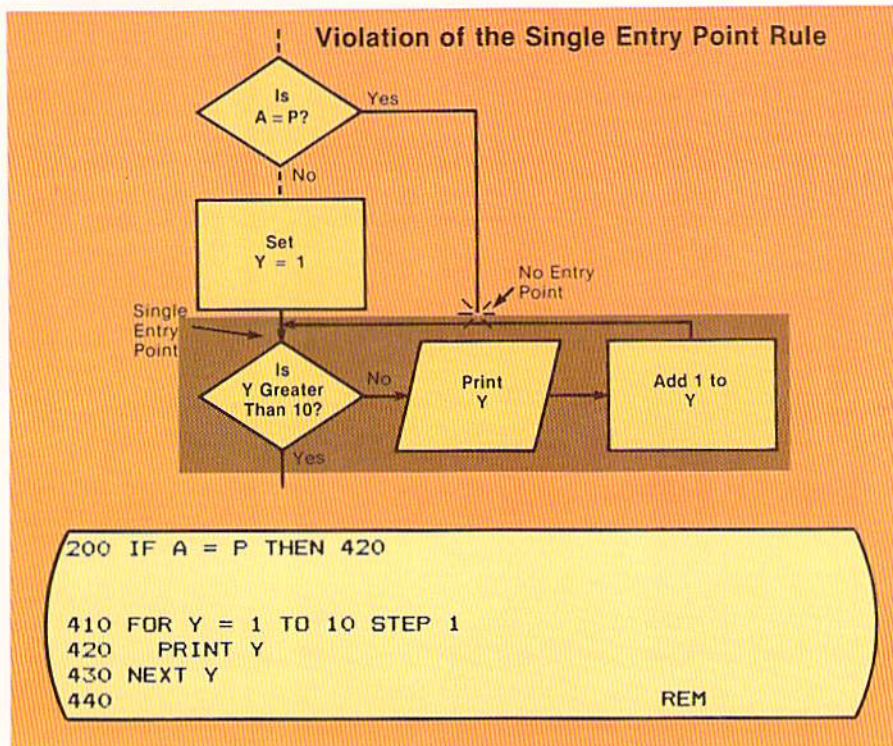 Violation of the Single Entry Point Rule
Is
A = P?
Yes
No
Set
Y = 1
No Entry
Point
Single
Entry
Point
Is
Y Greater
Than 10?
No
Print
Y
Add 1 to
Y
Yes
200 IF A = P THEN 420
410 FOR Y = 1 TO 10 STEP 1
420 PRINT Y
430 NEXT Y
440 REM